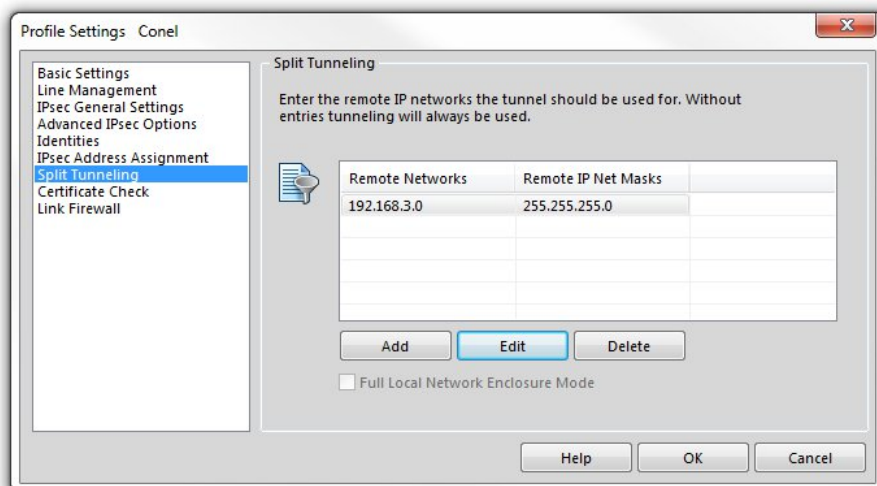 Profile Settings Conel
Basic Settings
Line Management
IPsec General Settings
Advanced IPsec Options
Identities
IPsec Address Assignment
Split Tunneling
Certificate Check
Link Firewall
Split Tunneling
Enter the remote IP networks the tunnel should be used for. Without
entries tunneling will always be used.
Remote Networks Remote IP Net Masks
192.168.3.0 255.255.255.0
Add Edit Delete
Full Local Network Enclosure Mode
Help OK Cancel